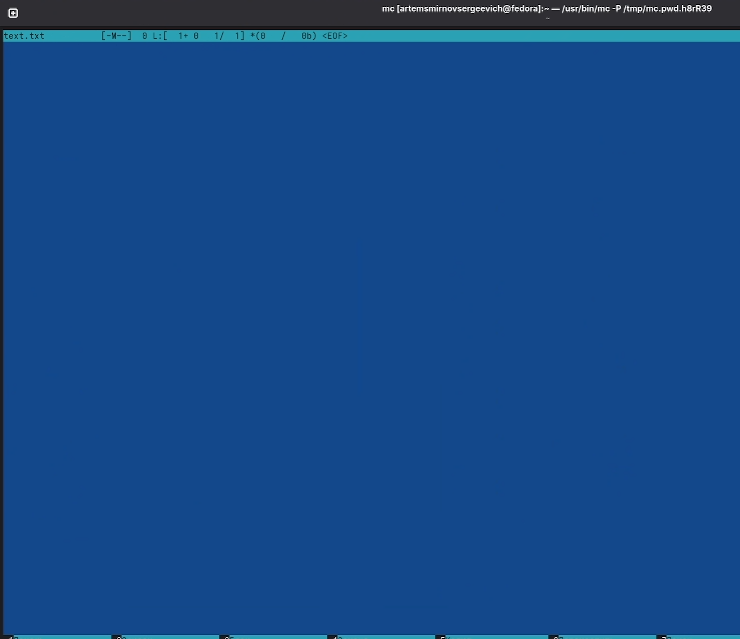 mc [artemsmirnovsergeevich@fedora]:~ — /usr/bin/mc -P /tmp/mc.pwd.h8rR39
text.txt [-M--] 0 L:[ 1+ 0 1/ 1] *(0 / 0b) <EOF>